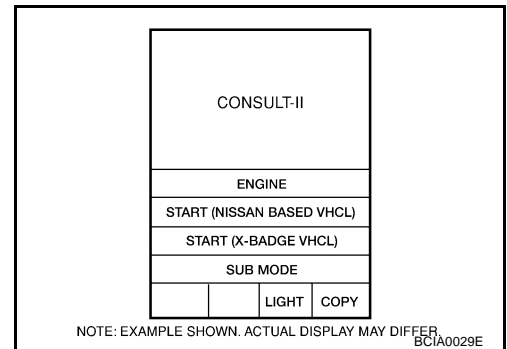 CONSULT-II
ENGINE
START (NISSAN BASED VHCL)
START (X-BADGE VHCL)
SUB MODE
LIGHT COPY
NOTE: EXAMPLE SHOWN. ACTUAL DISPLAY MAY DIFFER.
BCIA0029E